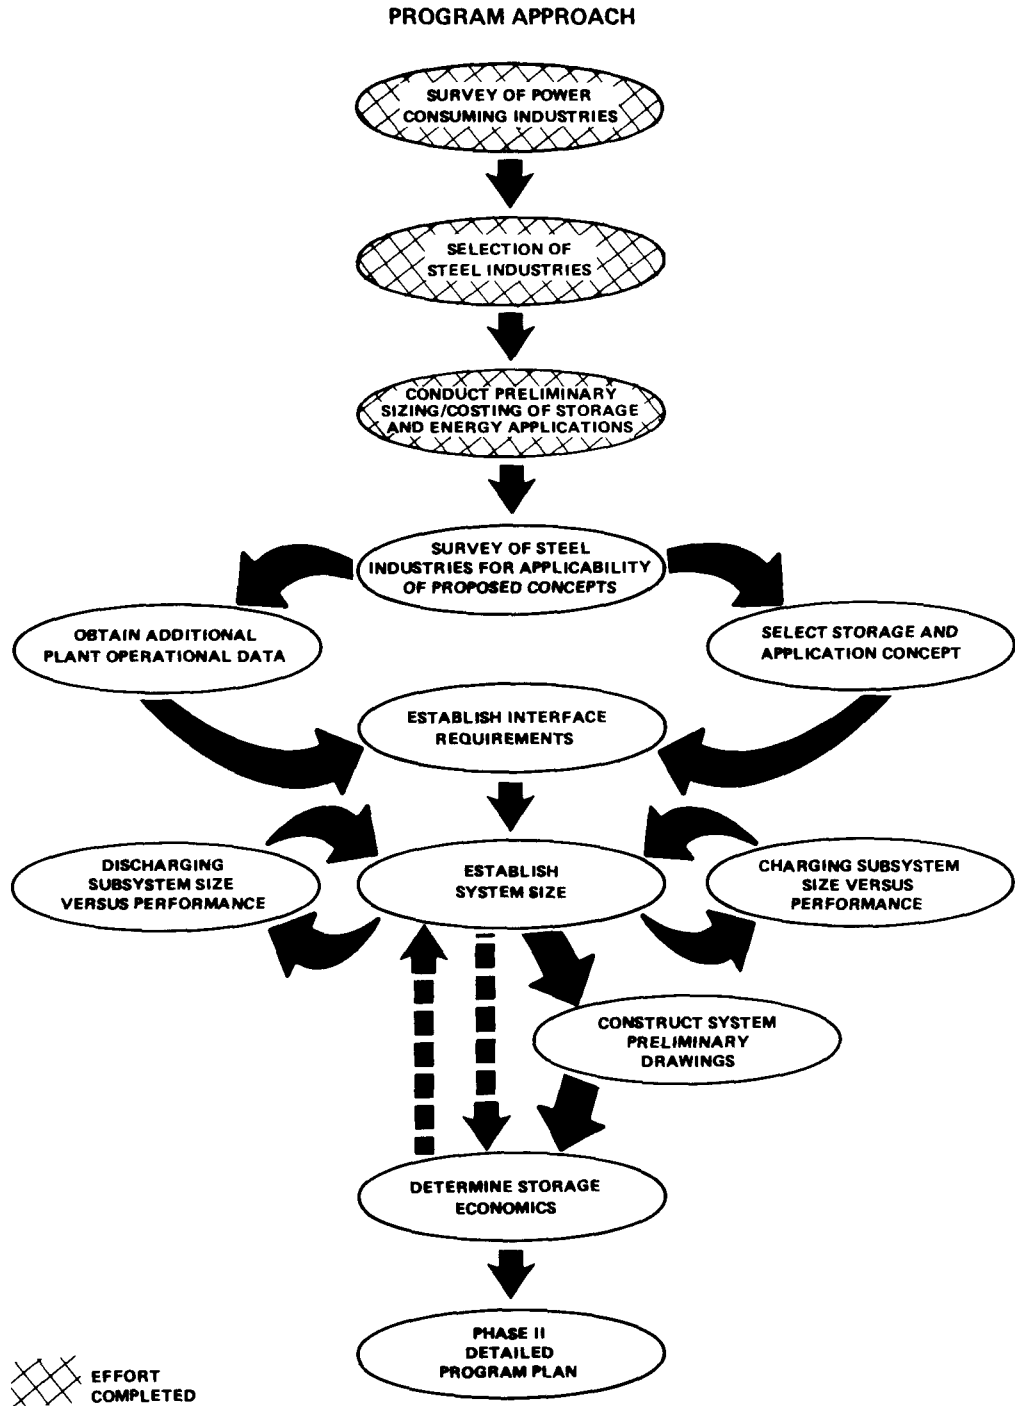 PROGRAM APPROACH
SURVEY OF POWER
CONSUMING INDUSTRIES
SELECTION OF
STEEL INDUSTRIES
CONDUCT PRELIMINARY
SIZING/COSTING OF STORAGE
AND ENERGY APPLICATIONS
SURVEY OF STEEL
INDUSTRIES FOR APPLICABILITY
OF PROPOSED CONCEPTS
OBTAIN ADDITIONAL
PLANT OPERATIONAL DATA
SELECT STORAGE AND
APPLICATION CONCEPT
ESTABLISH INTERFACE
REQUIREMENTS
DISCHARGING
SUBSYSTEM SIZE
VERSUS PERFORMANCE
ESTABLISH
SYSTEM SIZE
CHARGING SUBSYSTEM
SIZE VERSUS
PERFORMANCE
CONSTRUCT SYSTEM
PRELIMINARY
DRAWINGS
DETERMINE STORAGE
ECONOMICS
PHASE II
DETAILED
PROGRAM PLAN
EFFORT
COMPLETED